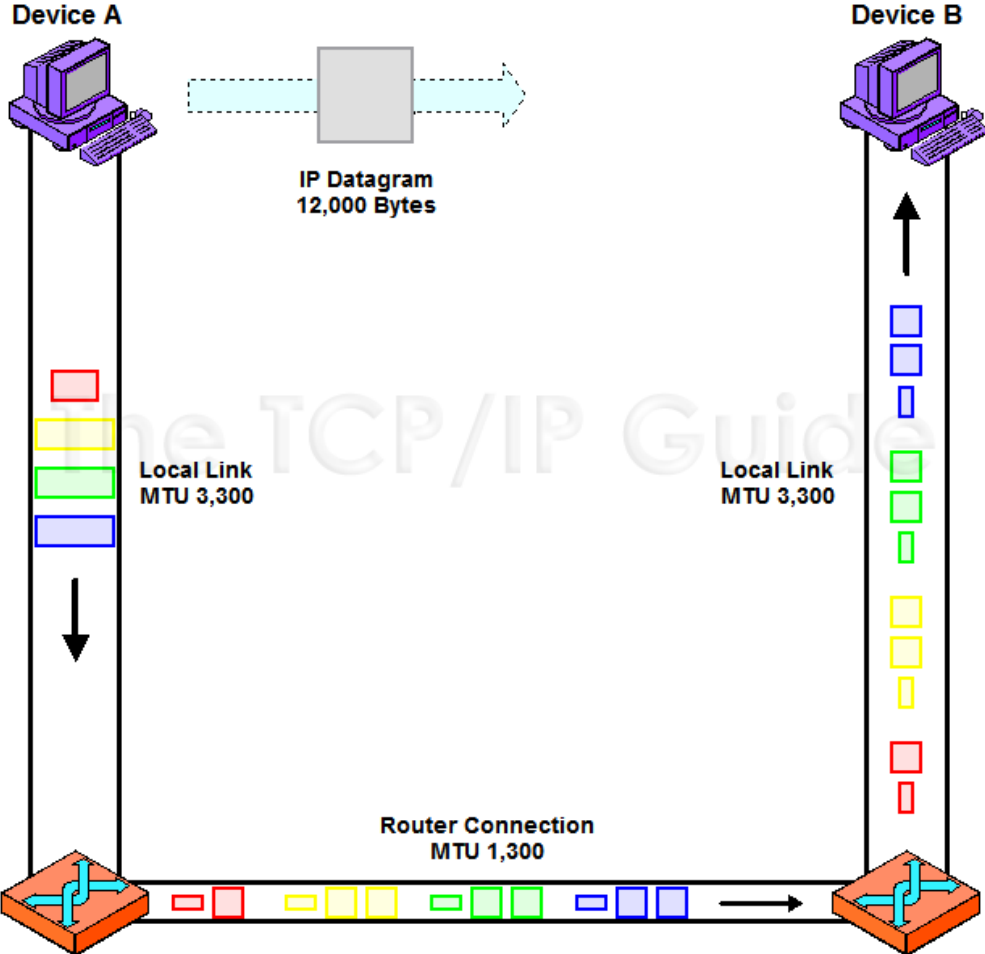 Device A
Device B
IP Datagram
12,000 Bytes
The TCP/IP Guide
Local Link
MTU 3,300
Local Link
MTU 3,300
Router Connection
MTU 1,300